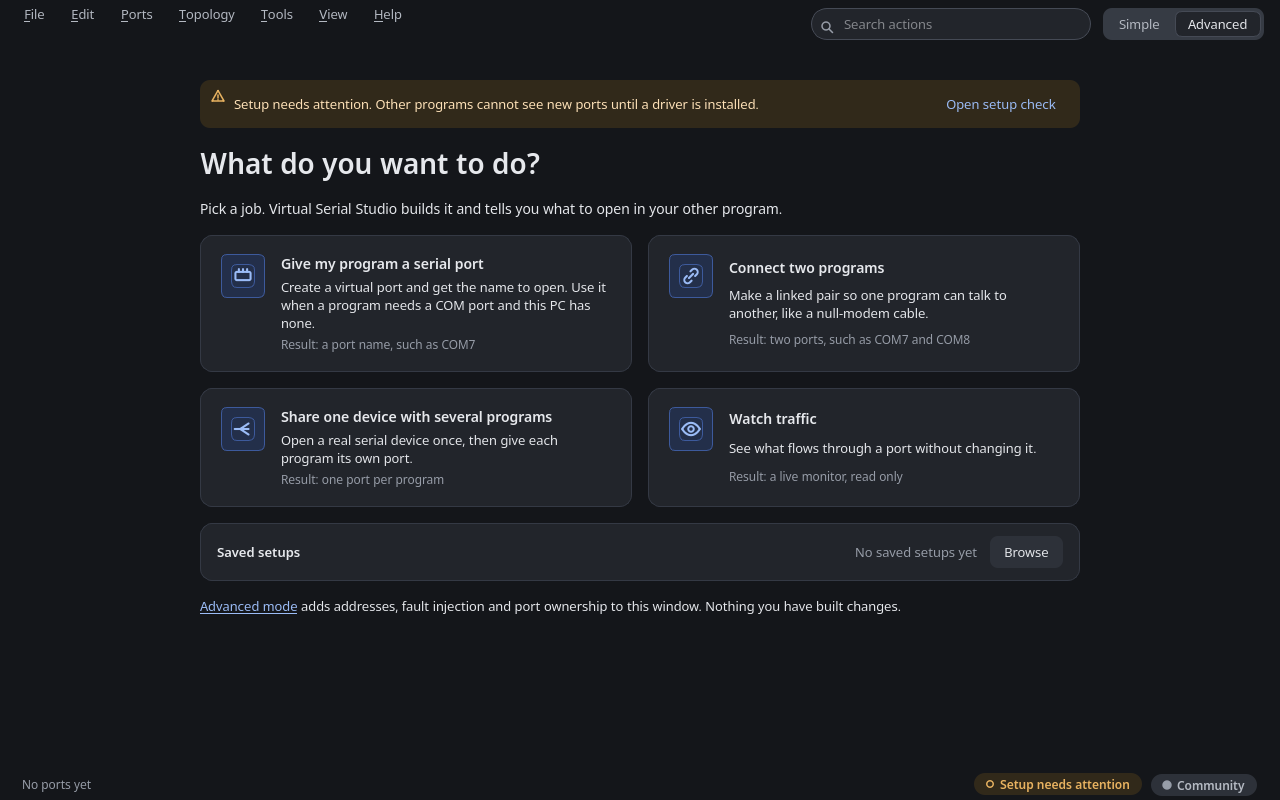 File Edit Ports Topology Tools View Help
Search actions
Simple Advanced
Setup needs attention. Other programs cannot see new ports until a driver is installed.
Open setup check
What do you want to do?
Pick a job. Virtual Serial Studio builds it and tells you what to open in your other program.
Give my program a serial port
Create a virtual port and get the name to open. Use it
when a program needs a COM port and this PC has
none.
Result: a port name, such as COM7
Connect two programs
Make a linked pair so one program can talk to
another, like a null-modem cable.
Result: two ports, such as COM7 and COM8
Share one device with several programs
Open a real serial device once, then give each
program its own port.
Result: one port per program
Watch traffic
See what flows through a port without changing it.
Result: a live monitor, read only
Saved setups
No saved setups yet
Browse
Advanced mode adds addresses, fault injection and port ownership to this window. Nothing you have built changes.
No ports yet
Setup needs attention
Community